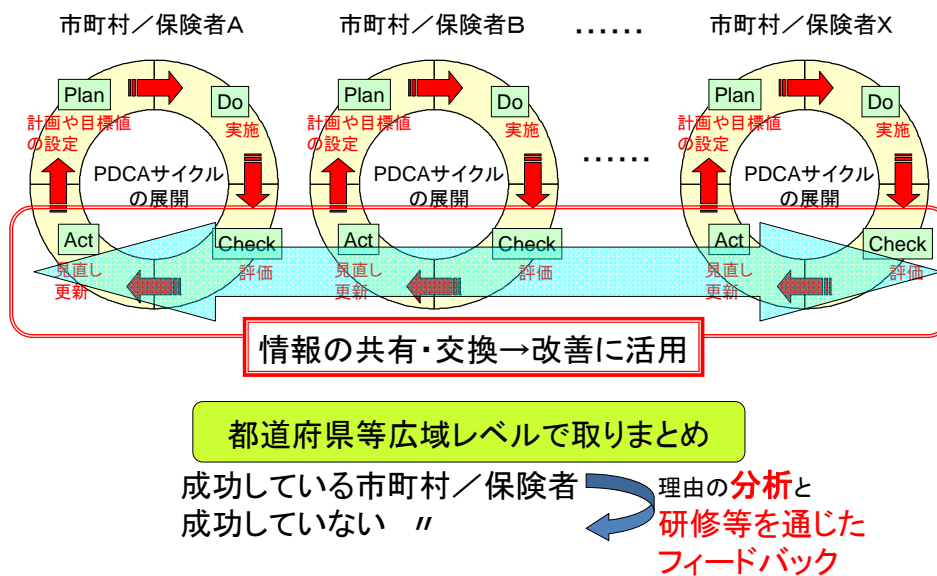 市町村／保険者A
市町村／保険者B
……
市町村／保険者X
Plan
Do
計画や目標値
の設定
実施
PDCAサイクル
の展開
Act
Check
見直し
更新
評価
Plan
Do
計画や目標値
の設定
実施
PDCAサイクル
の展開
Act
Check
見直し
更新
評価
……
Plan
Do
計画や目標値
の設定
実施
PDCAサイクル
の展開
Act
Check
見直し
更新
評価
情報の共有・交換→改善に活用
都道府県等広域レベルで取りまとめ
成功している市町村／保険者
成功していない 〃
理由の分析と
研修等を通じた
フィードバック